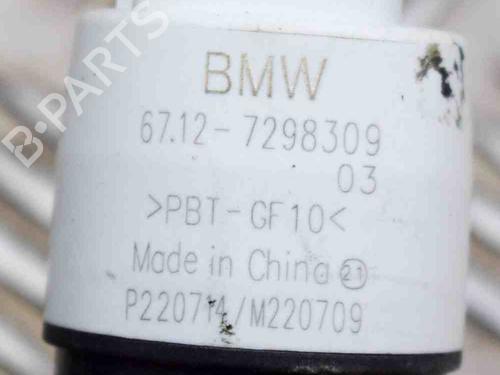 B-PARTS
BMW
67.12-7298309
03
>PBT-GF10<
Made in China 21
P220714/M220709